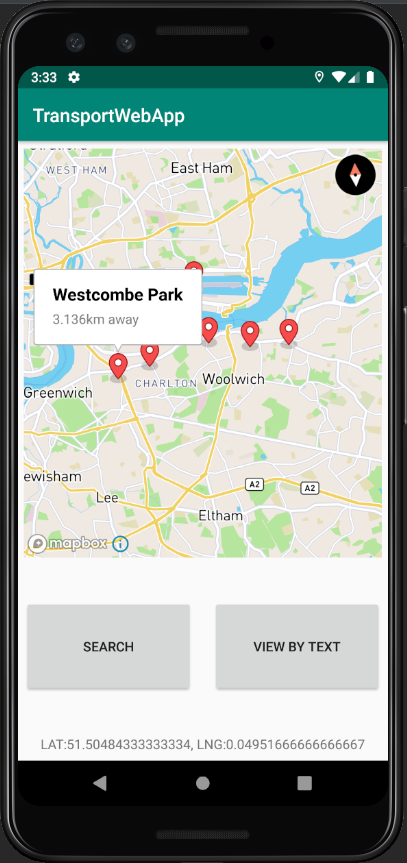 3:33
TransportWebApp
WEST HAM
East Ham
Westcombe Park
3.136km away
CHARLTON
Woolwich
Greenwich
ewisham
A2
A2
Lee
Eltham
mapbox
SEARCH
VIEW BY TEXT
LAT:51.50484333333334, LNG:0.04951666666666667